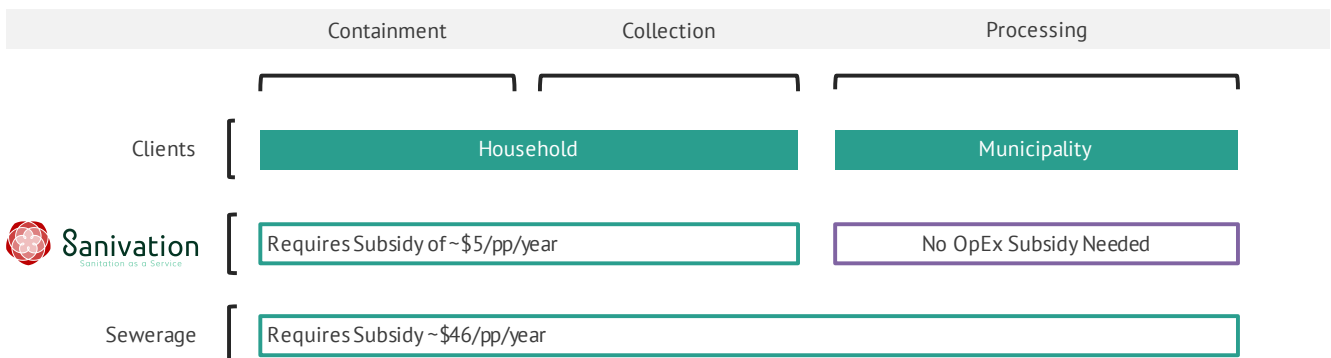 Containment Collection Processing
Clients Household Municipality
Sanivation
Sanitation as a Service
Requires Subsidy of ~$5/pp/year No OpEx Subsidy Needed
Sewerage Requires Subsidy ~$46/pp/year